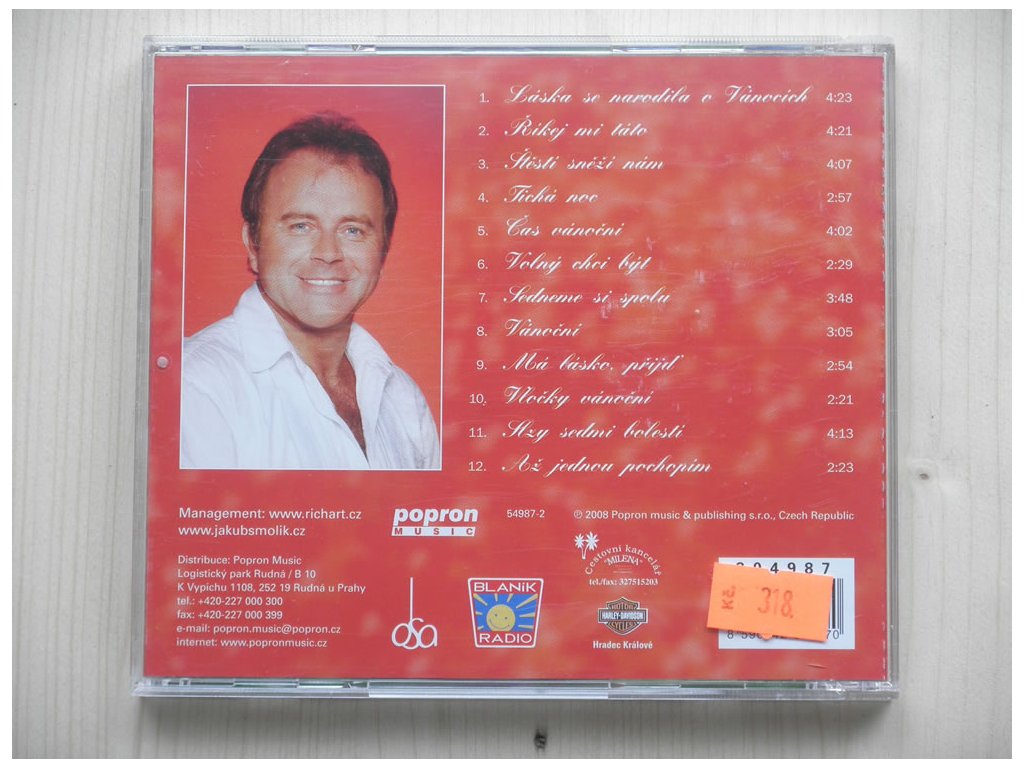 1. Láska se narodila o Vánocích 4:23
2. Říkej mi táto 4:21
3. Štěstí sněží nám 4:07
4. Tichá noc 2:57
5. Čas vánoční 4:02
6. Volný chci být 2:29
7. Sedneme si spolu 3:48
8. Vánoční 3:05
9. Má lásko, přijď 2:54
10. Vločky vánoční 2:21
11. Slzy sedmi bolestí 4:13
12. Až jednou pochopím 2:23
Management: www.richart.cz
www.jakubsmolik.cz
popron
MUSIC
54987-2
℗ 2008 Popron music & publishing s.r.o., Czech Republic
Distribuce: Popron Music
Logistický park Rudná / B 10
K Vypichu 1108, 252 19 Rudná u Prahy
tel.: +420-227 000 300
fax: +420-227 000 399
e-mail: popron.music@popron.cz
internet: www.popronmusic.cz
osa
BLANíK
RADIO
Cestovní kancelář
"MILENA"
tel./fax: 327515203
MOTOR
HARLEY-DAVIDSON
CYCLES
Hradec Králové
4987
Kč. 318